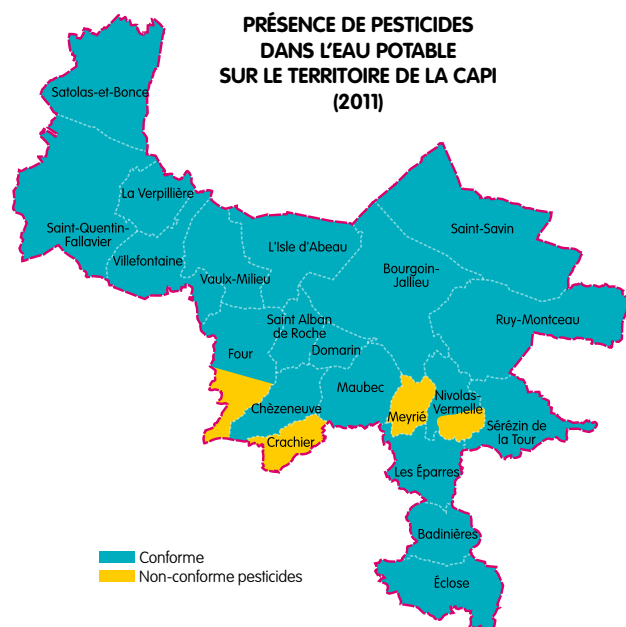 PRÉSENCE DE PESTICIDES
DANS L'EAU POTABLE
SUR LE TERRITOIRE DE LA CAPI
(2011)
Satolas-et-Bonce
La Verpillière
Saint-Quentin-
Fallavier
Villefontaine
L'Isle d'Abeau
Saint-Savin
Vaulx-Milieu
Bourgoin-
Jallieu
Saint Alban
de Roche
Ruy-Montceau
Four
Domarin
Maubec
Chèzeneuve
Nivolas-
Vermelle
Meyrié
Crachier
Sérézin de
la Tour
Les Éparres
Badinières
Éclose
Conforme
Non-conforme pesticides